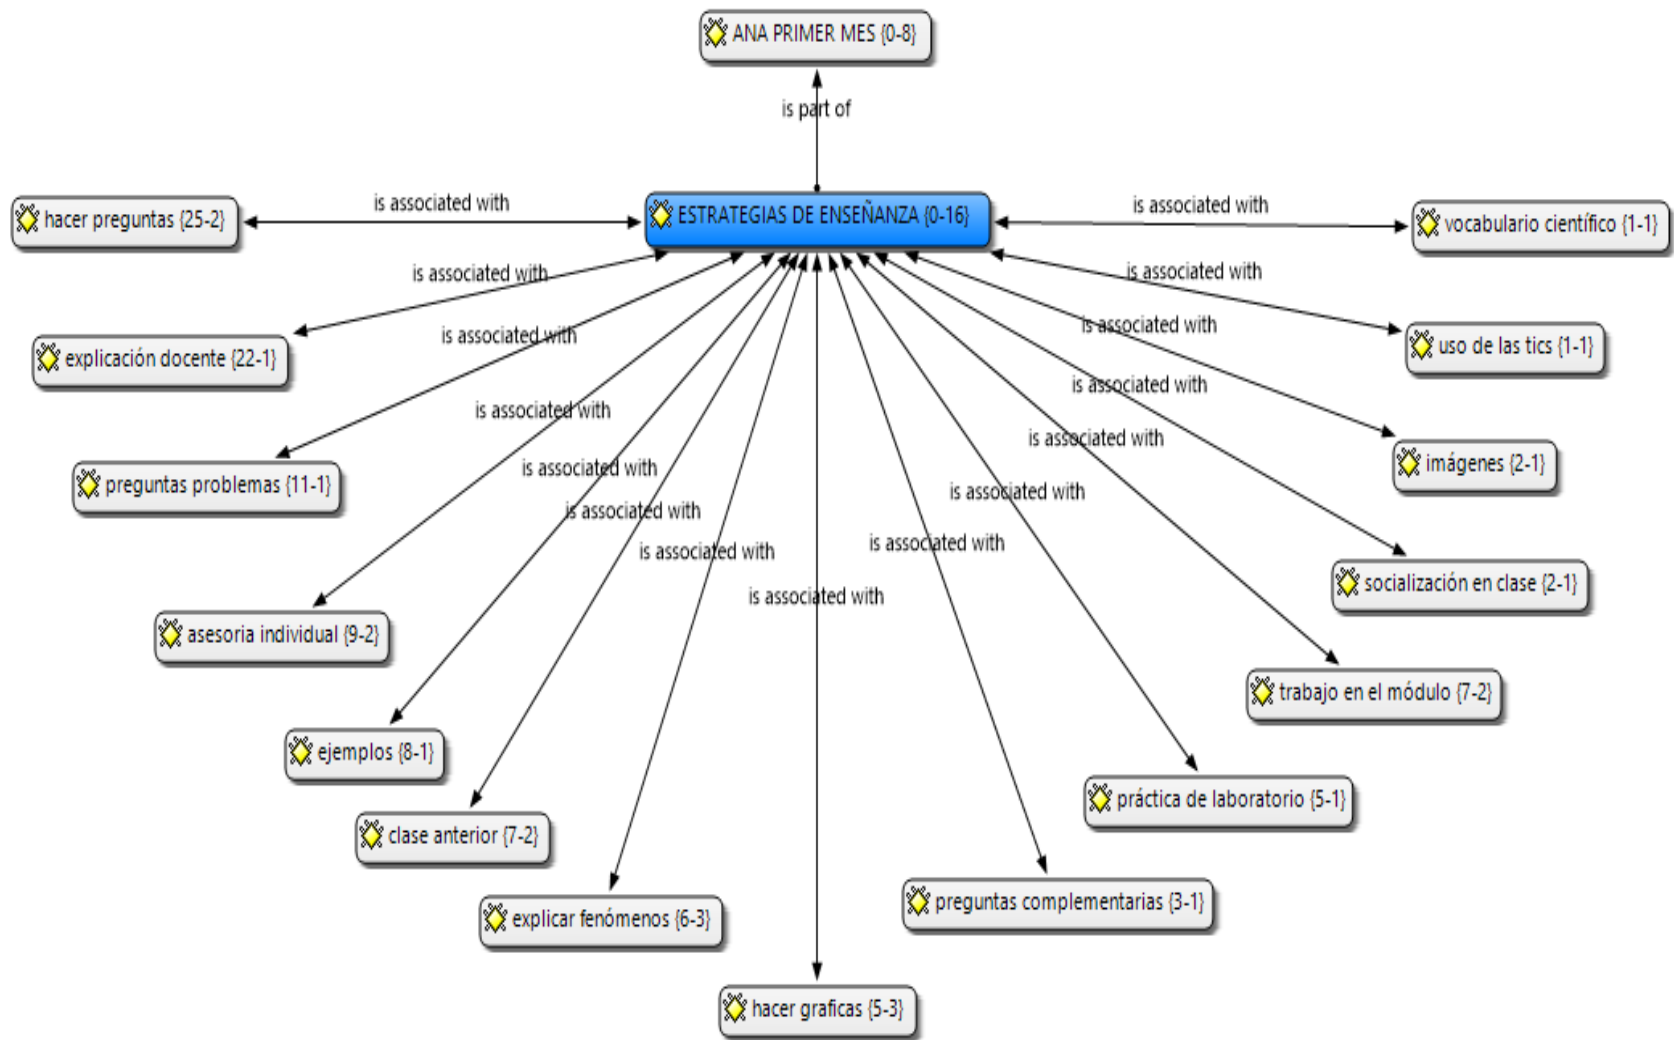 ANA PRIMER MES {0-8}
is part of
is associated with
is associated with
hacer preguntas {25-2}
ESTRATEGIAS DE ENSEÑANZA {0-16}
vocabulario científico {1-1}
is associated with
is associated with
is associated with
is associated with
explicación docente {22-1}
uso de las tics {1-1}
is associated with
is associated with
is associated with
imágenes {2-1}
is associated with
preguntas problemas {11-1}
is associated with
is associated with
is associated with
is associated with
socialización en clase {2-1}
is associated with
asesoria individual {9-2}
trabajo en el módulo {7-2}
ejemplos {8-1}
práctica de laboratorio {5-1}
clase anterior {7-2}
preguntas complementarias {3-1}
explicar fenómenos {6-3}
hacer graficas {5-3}